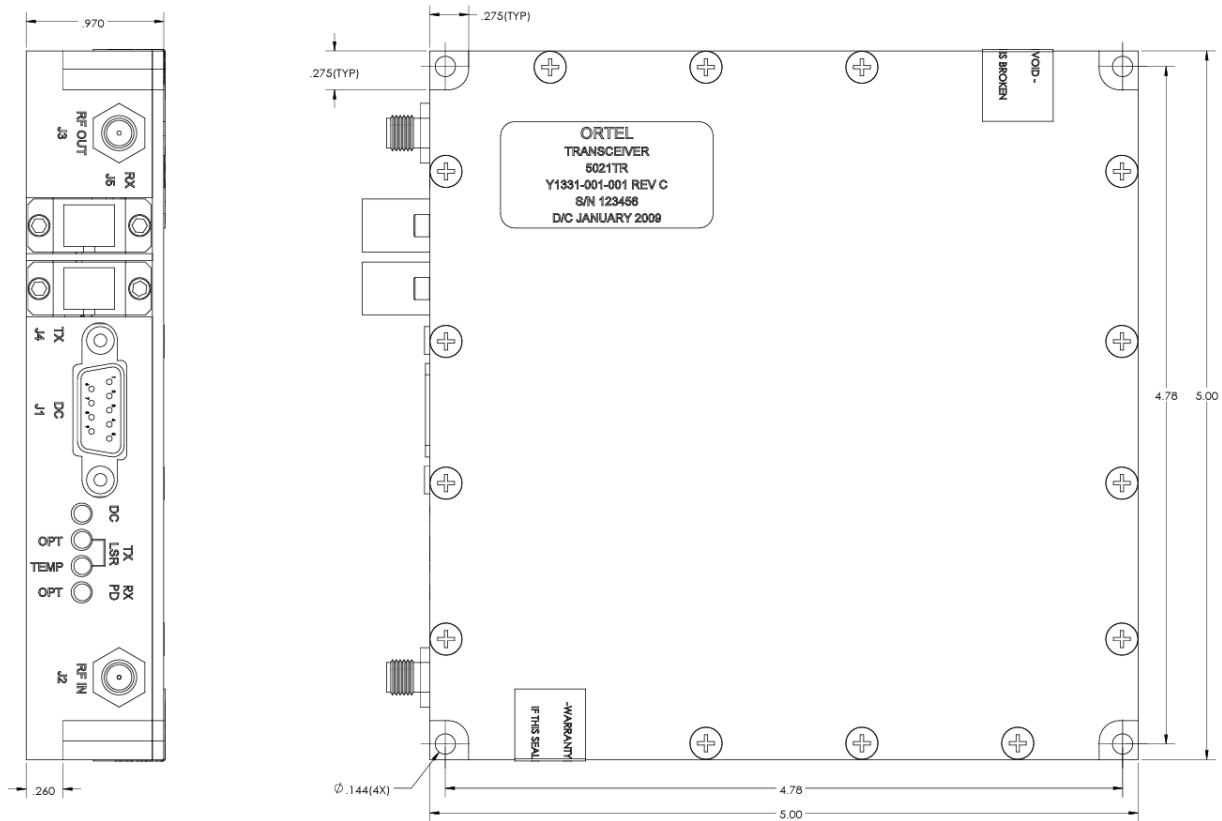 .970
.275(TYP)
.275(TYP)
RF OUT
J3
RX
J5
TX
J4
DC
J1
DC
OPT
TX
LSR
TEMP
OPT
RX
PD
RF IN
J2
.260
VOID -
IS BROKEN
ORTEL
TRANSCEIVER
5021TR
Y1331-001-001 REV C
S/N 123456
D/C JANUARY 2009
4.78
5.00
-WARRANTY
IF THIS SEAL
Ø .144(4X)
4.78
5.00